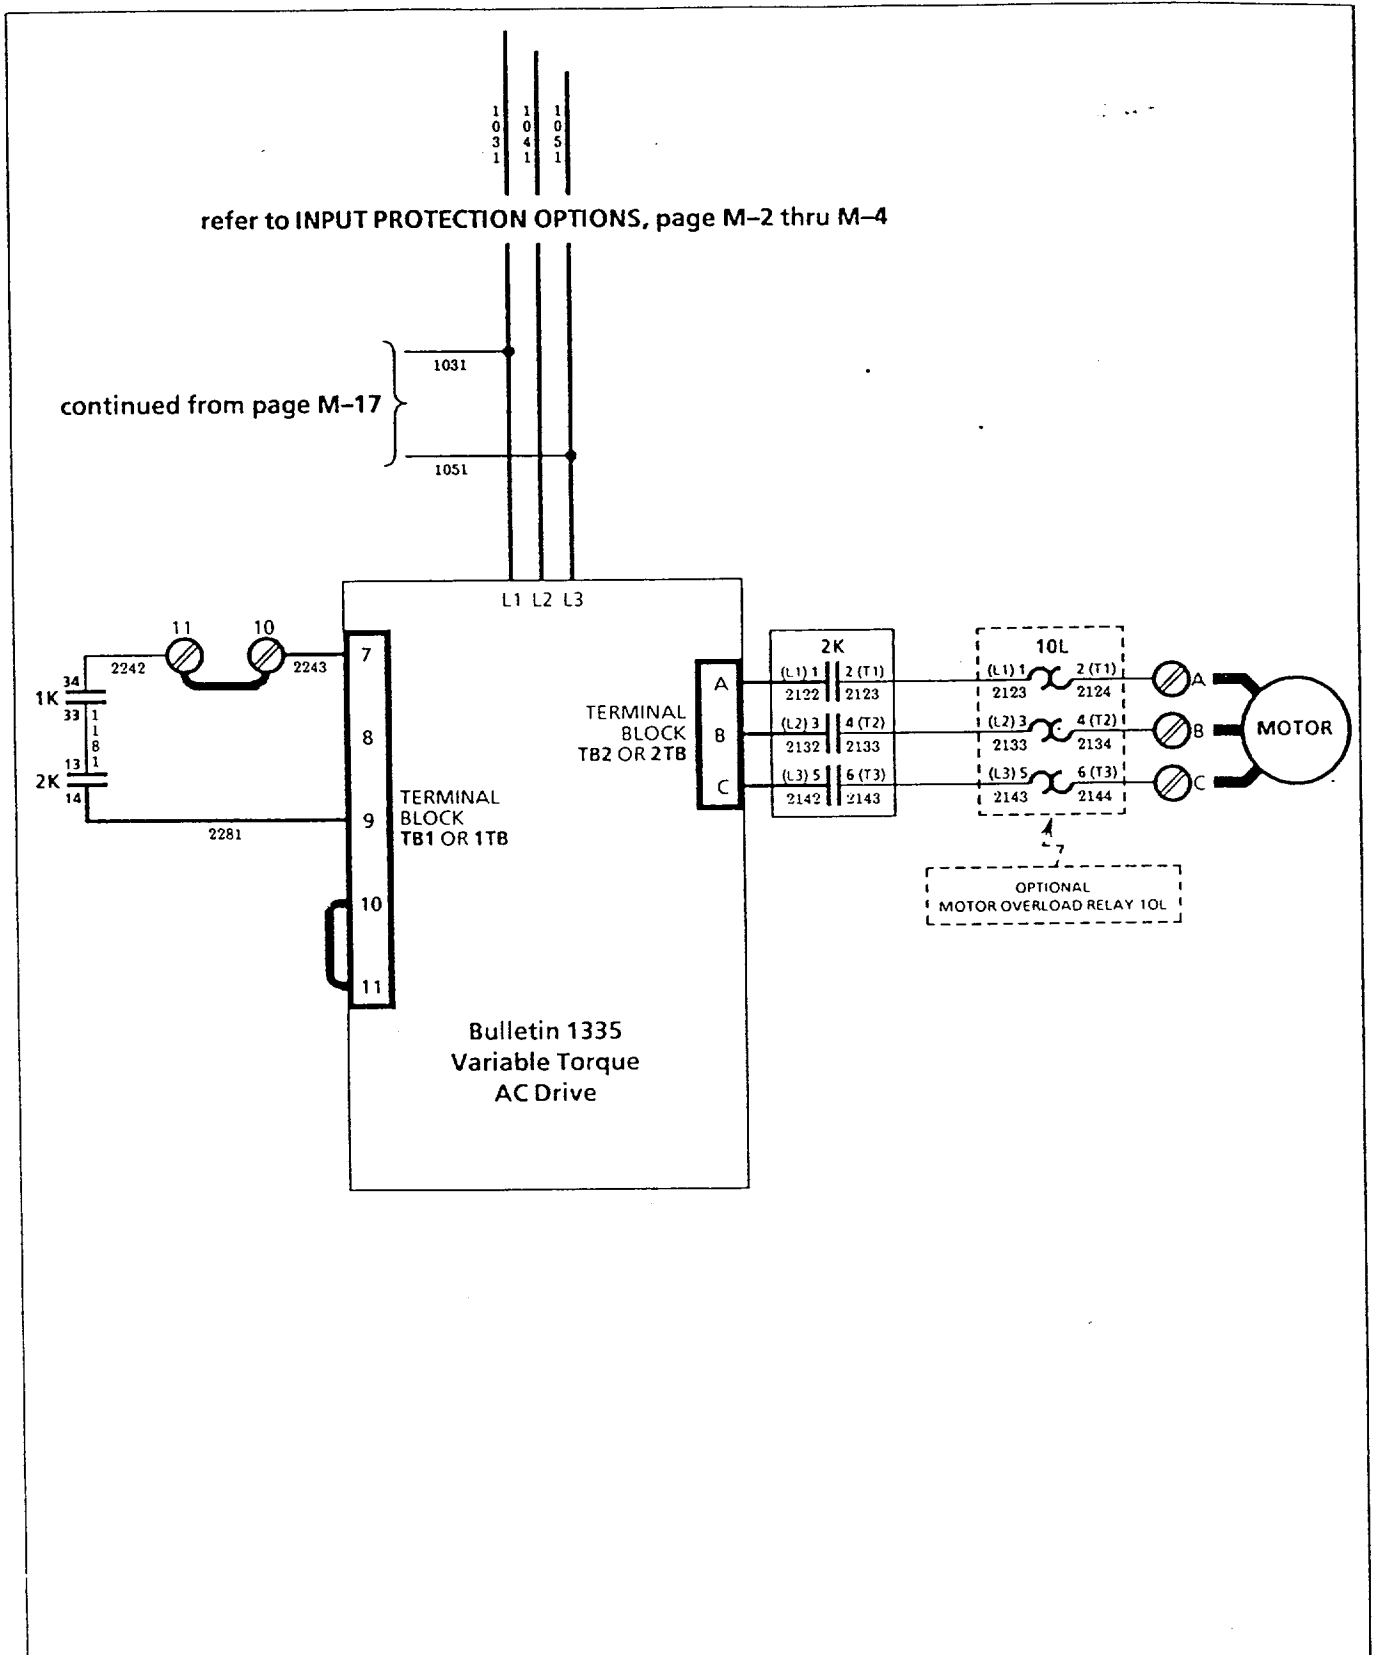 1031
1041
1051
refer to INPUT PROTECTION OPTIONS, page M–2 thru M–4
1031
continued from page M–17
1051
L1 L2 L3
11 10
2242 2243
34
1K
33
1181
13
2K
14
2281
7
8
9
10
11
TERMINAL
BLOCK
TB1 OR 1TB
TERMINAL
BLOCK
TB2 OR 2TB
A
B
C
2K
(L1) 1 2 (T1)
2122 2123
(L2) 3 4 (T2)
2132 2133
(L3) 5 6 (T3)
2142 2143
10L
(L1) 1 2 (T1)
2123 2124
(L2) 3 4 (T2)
2133 2134
(L3) 5 6 (T3)
2143 2144
A
B
C
MOTOR
OPTIONAL
MOTOR OVERLOAD RELAY 10L
Bulletin 1335
Variable Torque
AC Drive